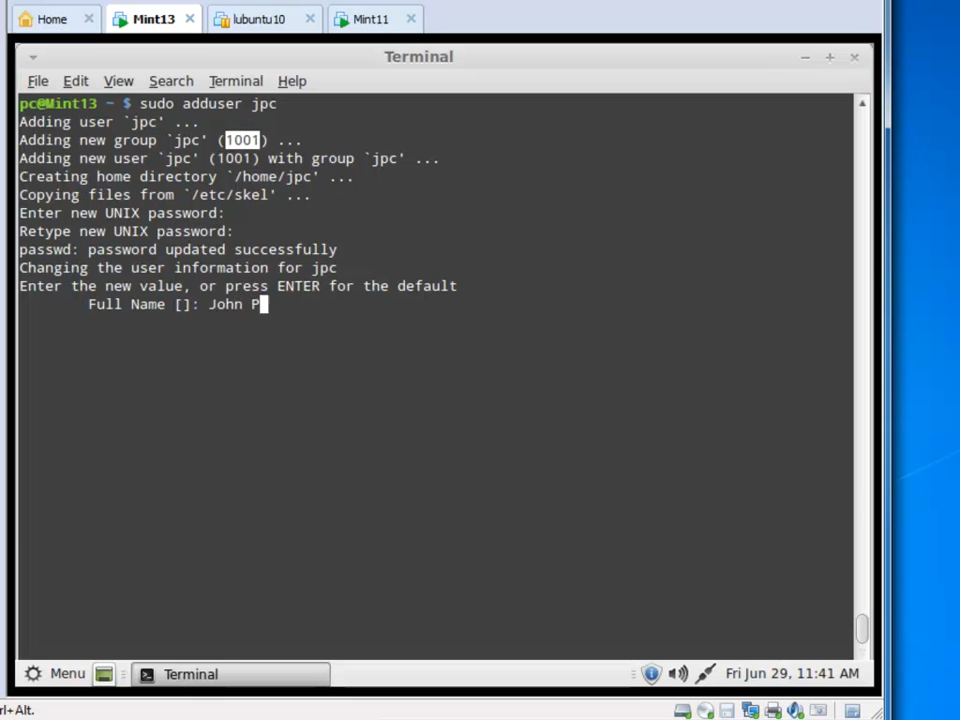 Home
Mint13
lubuntu10
Mint11
Terminal
File Edit View Search Terminal Help
pc@Mint13 ~ $ sudo adduser jpc
Adding user `jpc' ...
Adding new group `jpc' (1001) ...
Adding new user `jpc' (1001) with group `jpc' ...
Creating home directory `/home/jpc' ...
Copying files from `/etc/skel' ...
Enter new UNIX password:
Retype new UNIX password:
passwd: password updated successfully
Changing the user information for jpc
Enter the new value, or press ENTER for the default
Full Name []: John P
Menu
Terminal
Fri Jun 29, 11:41 AM
rl+Alt.